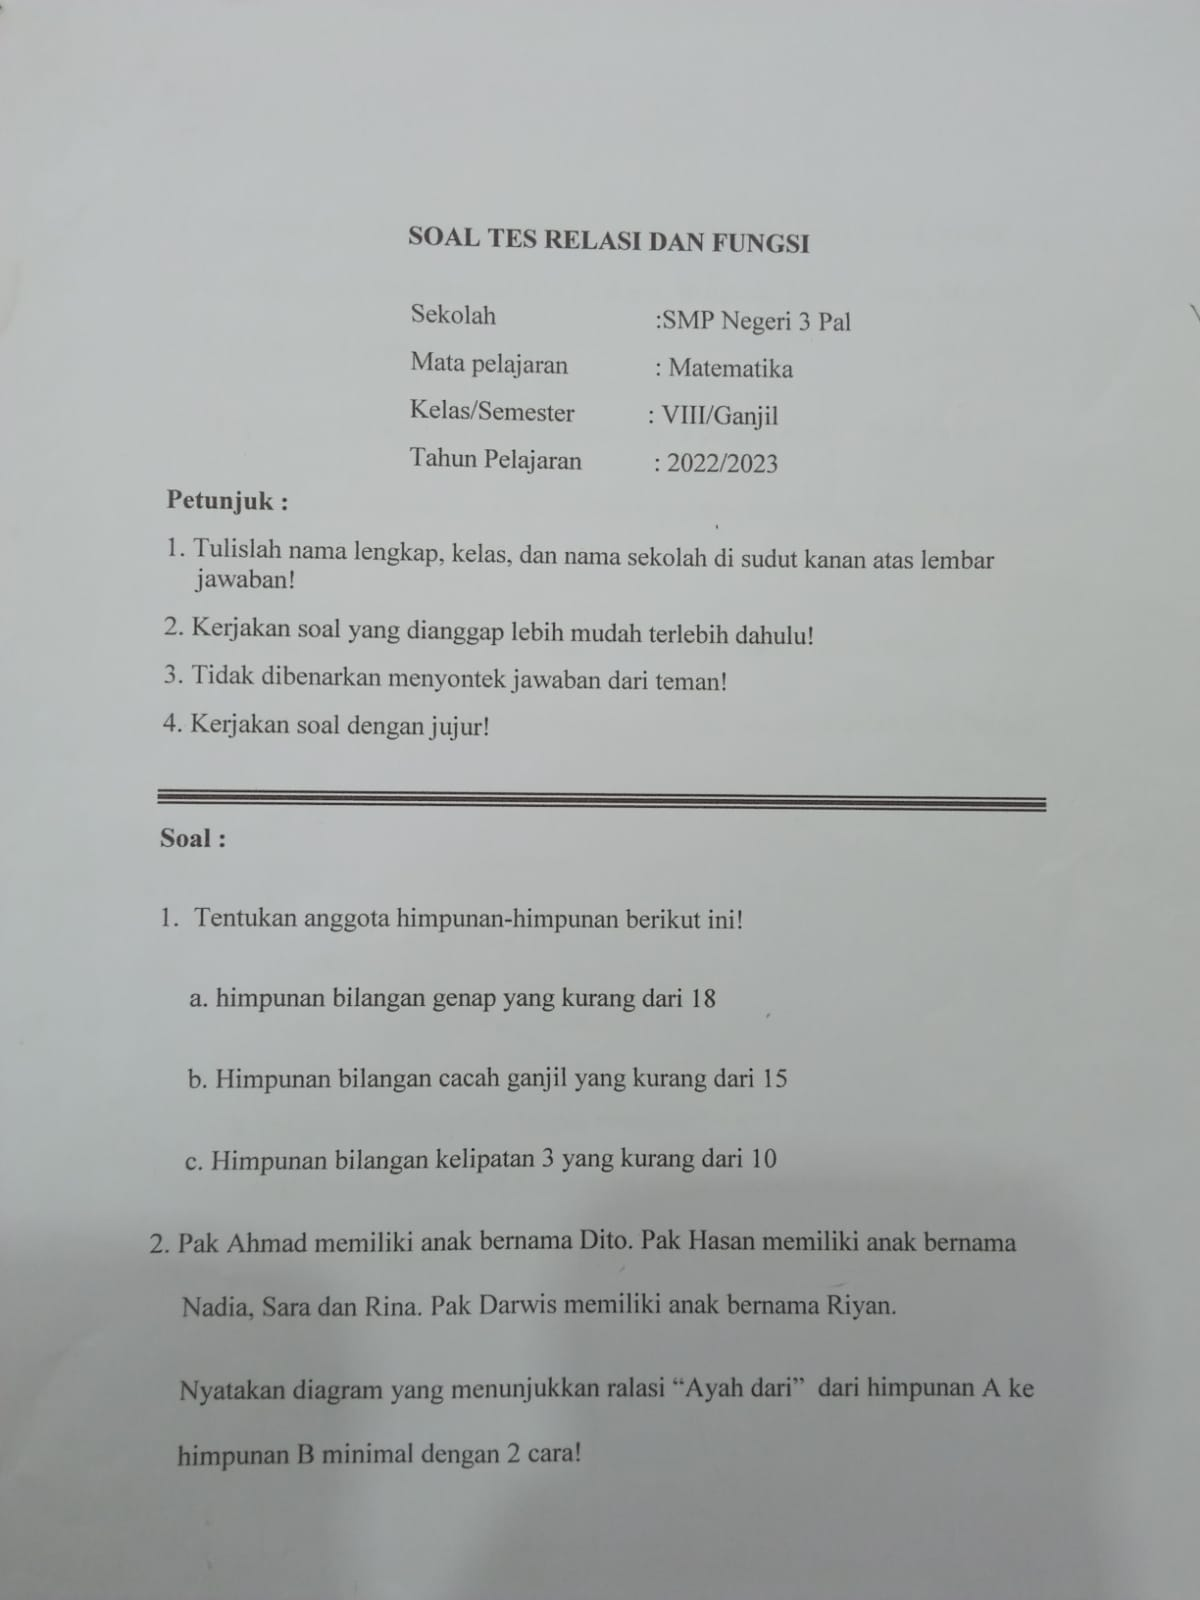 SOAL TES RELASI DAN FUNGSI
Sekolah :SMP Negeri 3 Pal
Mata pelajaran : Matematika
Kelas/Semester : VIII/Ganjil
Tahun Pelajaran : 2022/2023
Petunjuk :
1. Tulislah nama lengkap, kelas, dan nama sekolah di sudut kanan atas lembar
jawaban!
2. Kerjakan soal yang dianggap lebih mudah terlebih dahulu!
3. Tidak dibenarkan menyontek jawaban dari teman!
4. Kerjakan soal dengan jujur!
Soal :
1. Tentukan anggota himpunan-himpunan berikut ini!
a. himpunan bilangan genap yang kurang dari 18
b. Himpunan bilangan cacah ganjil yang kurang dari 15
c. Himpunan bilangan kelipatan 3 yang kurang dari 10
2. Pak Ahmad memiliki anak bernama Dito. Pak Hasan memiliki anak bernama
Nadia, Sara dan Rina. Pak Darwis memiliki anak bernama Riyan.
Nyatakan diagram yang menunjukkan ralasi “Ayah dari” dari himpunan A ke
himpunan B minimal dengan 2 cara!